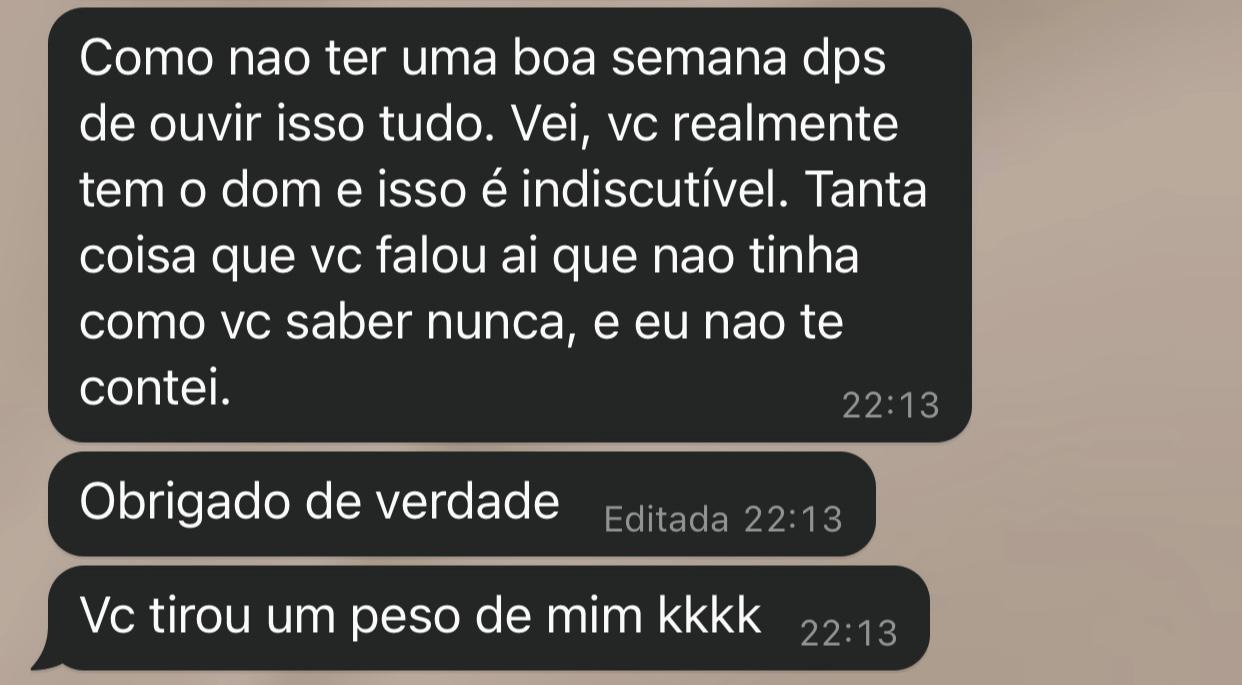 Como nao ter uma boa semana dps
de ouvir isso tudo. Vei, vc realmente
tem o dom e isso é indiscutível. Tanta
coisa que vc falou ai que nao tinha
como vc saber nunca, e eu nao te
contei.
22:13
Obrigado de verdade Editada 22:13
Vc tirou um peso de mim kkkk 22:13